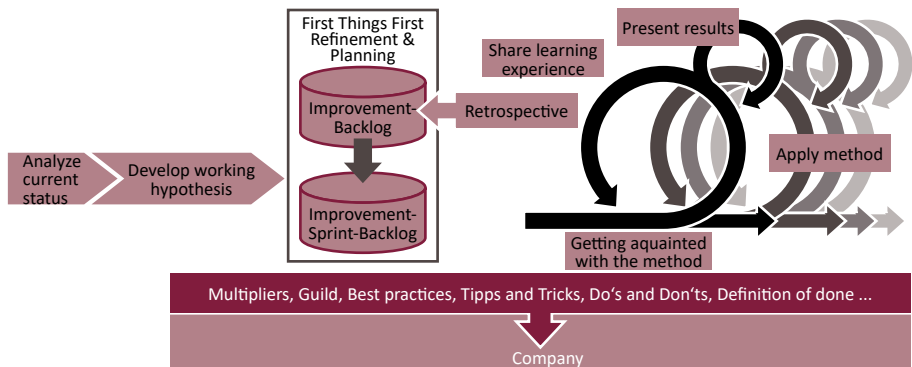 First Things First
Refinement &
Planning
Improvement-
Backlog
Improvement-
Sprint-Backlog
Analyze
current
status
Develop working
hypothesis
Share learning
experience
Retrospective
Present results
Apply method
Getting aquainted
with the method
Multipliers, Guild, Best practices, Tipps and Tricks, Do‘s and Don‘ts, Definition of done ...
Company